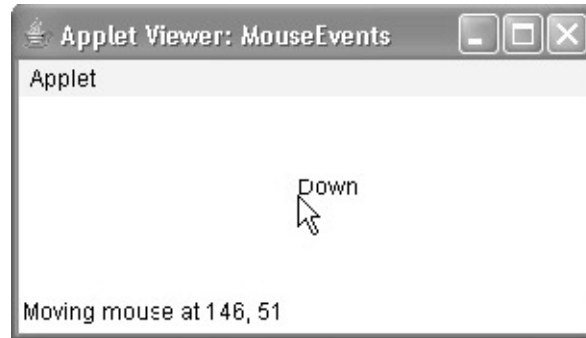 Applet Viewer: MouseEvents
Applet
Down
Moving mouse at 146, 51